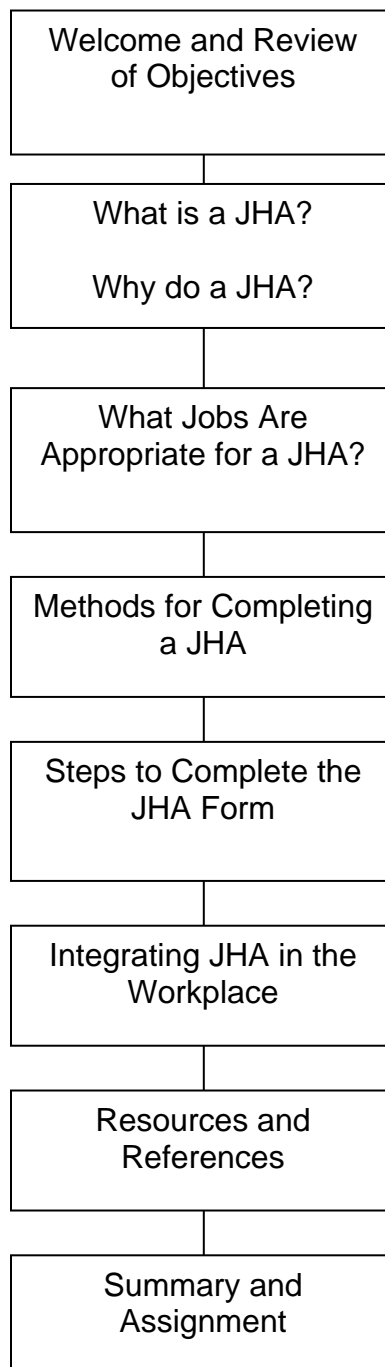 Welcome and Review
of Objectives
What is a JHA?
Why do a JHA?
What Jobs Are
Appropriate for a JHA?
Methods for Completing
a JHA
Steps to Complete the
JHA Form
Integrating JHA in the
Workplace
Resources and
References
Summary and
Assignment